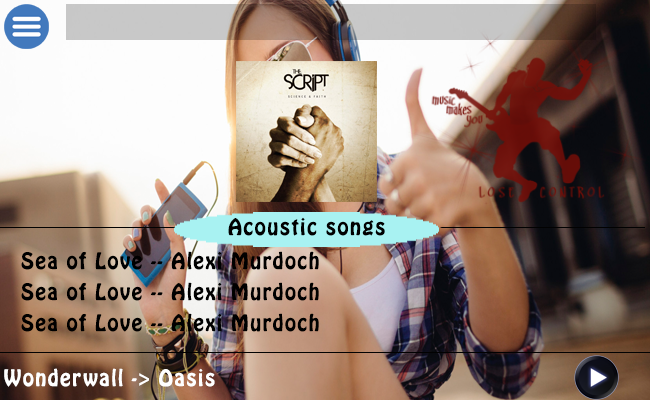 THE
SCRIPT
SCIENCE & FAITH
music
makes
you
LOSE CONTROL
Acoustic songs
Sea of Love -- Alexi Murdoch
Sea of Love -- Alexi Murdoch
Sea of Love -- Alexi Murdoch
Wonderwall -> Oasis